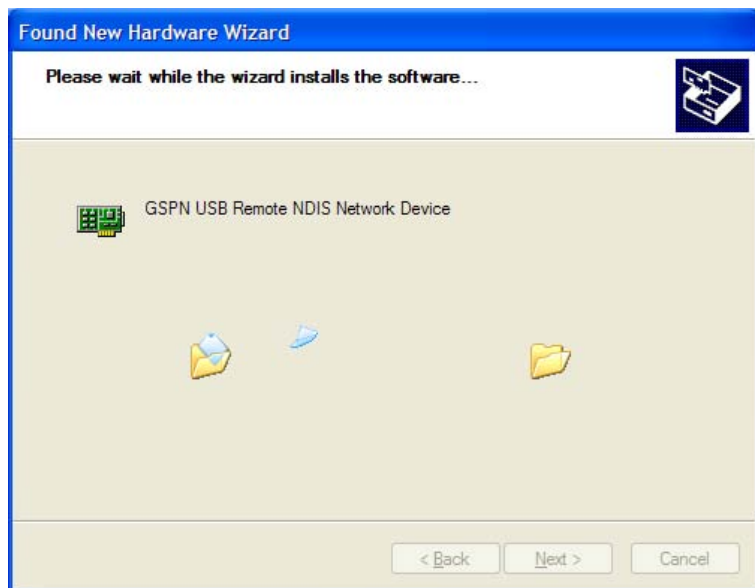 Found New Hardware Wizard
Please wait while the wizard installs the software...
GSPN USB Remote NDIS Network Device
< Back
Next >
Cancel